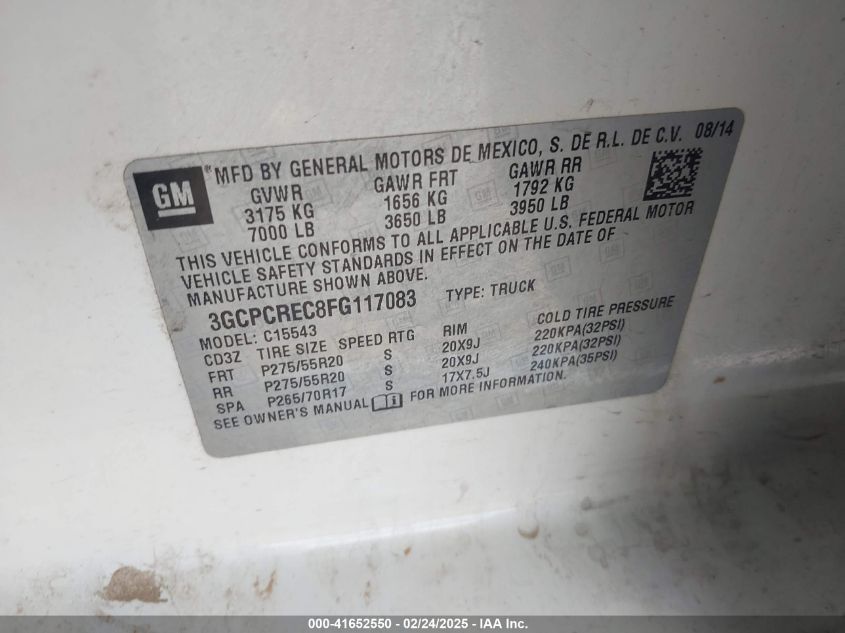 GM
® MFD BY GENERAL MOTORS DE MEXICO, S. DE R.L. DE C.V. 08/14
GVWR GAWR FRT GAWR RR
3175 KG 1656 KG 1792 KG
7000 LB 3650 LB 3950 LB
THIS VEHICLE CONFORMS TO ALL APPLICABLE U.S. FEDERAL MOTOR
VEHICLE SAFETY STANDARDS IN EFFECT ON THE DATE OF
MANUFACTURE SHOWN ABOVE.
3GCPCREC8FG117083 TYPE: TRUCK
MODEL: C15543
CD3Z TIRE SIZE SPEED RTG RIM COLD TIRE PRESSURE
FRT P275/55R20 S 20X9J 220KPA(32PSI)
RR P275/55R20 S 20X9J 220KPA(32PSI)
SPA P265/70R17 S 17X7.5J 240KPA(35PSI)
SEE OWNER'S MANUAL FOR MORE INFORMATION.
000-41652550 - 02/24/2025 - IAA Inc.